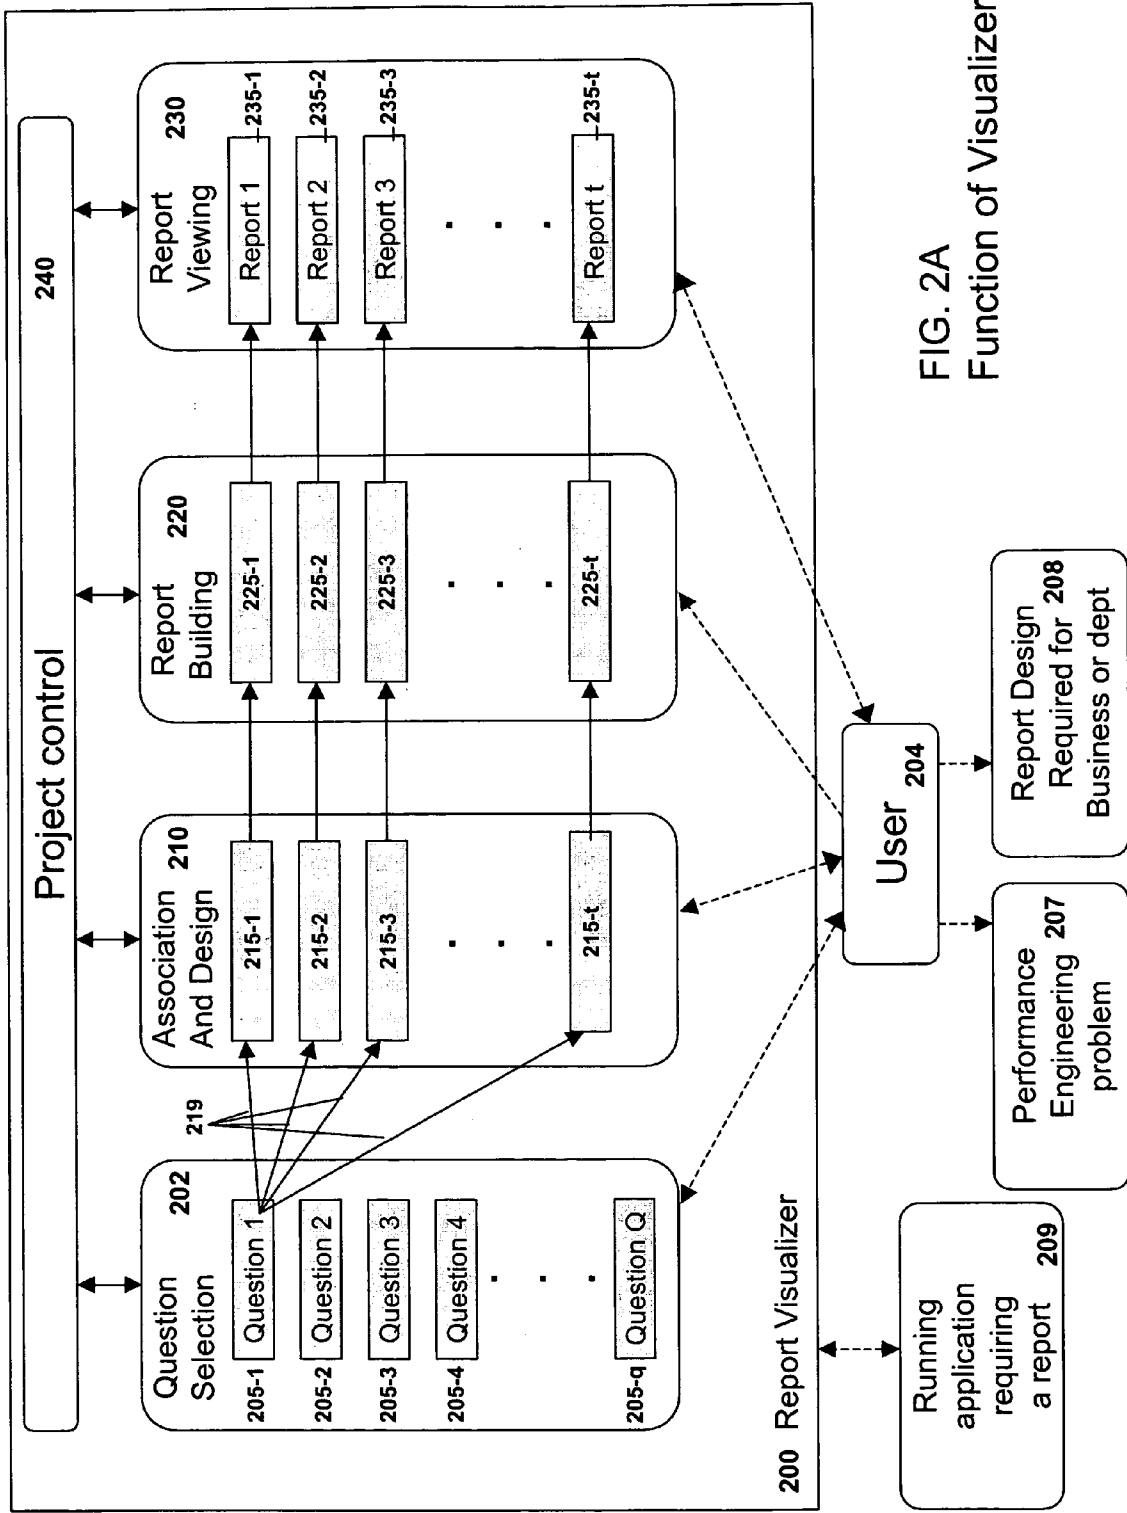 Project control
240
Question
Selection
202
205-1
Question 1
205-2
Question 2
205-3
Question 3
205-4
Question 4
205-q
Question Q
219
Association
And Design
210
215-1
215-2
215-3
215-t
Report
Building
220
225-1
225-2
225-3
225-t
Report
Viewing
230
Report 1
235-1
Report 2
235-2
Report 3
235-3
Report t
235-t
200 Report Visualizer
User
204
Running
application
requiring
a report
209
Performance
Engineering 207
problem
Report Design
Required for 208
Business or dept
FIG. 2A
Function of Visualizer